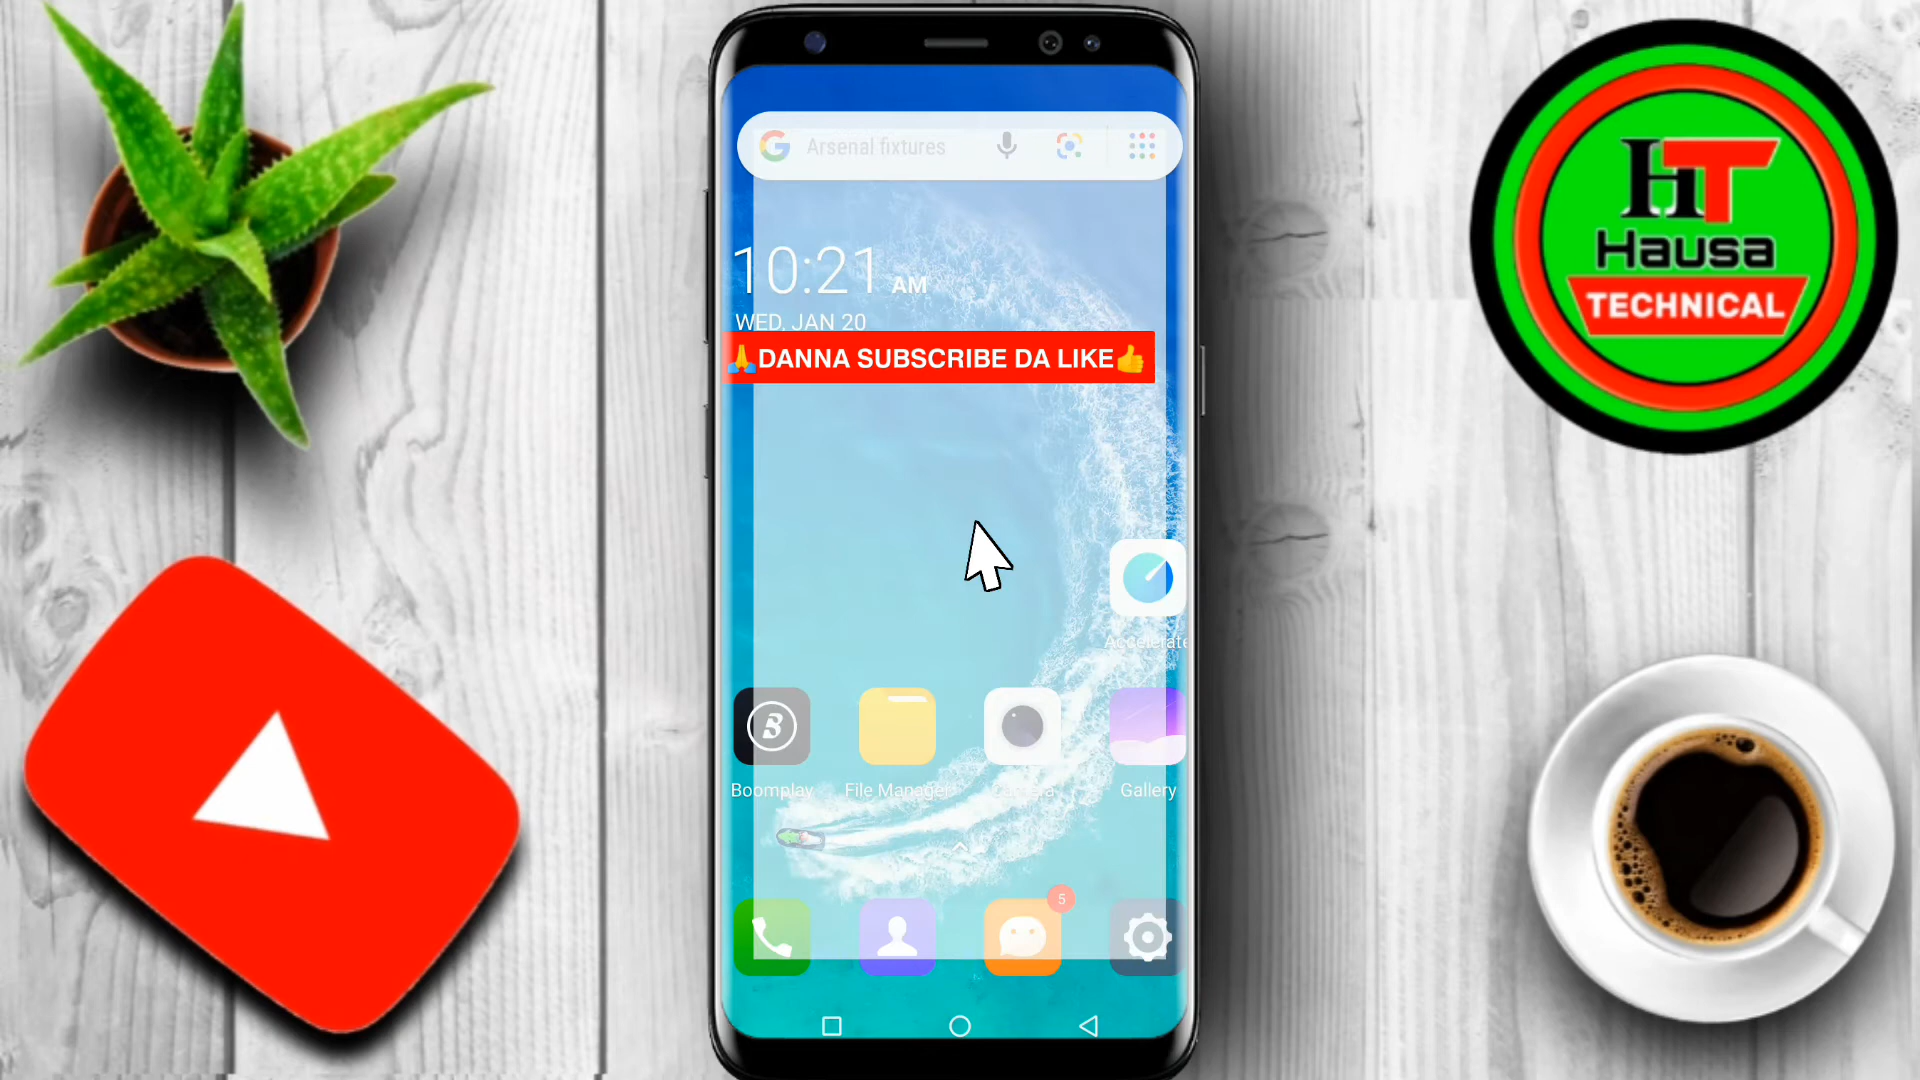 Arsenal fixtures
10:21 AM
WED, JAN 20
🙏DANNA SUBSCRIBE DA LIKE👍
Accelerate
Boomplay
File Manager
Camera
Gallery
5
HT
Hausa
TECHNICAL